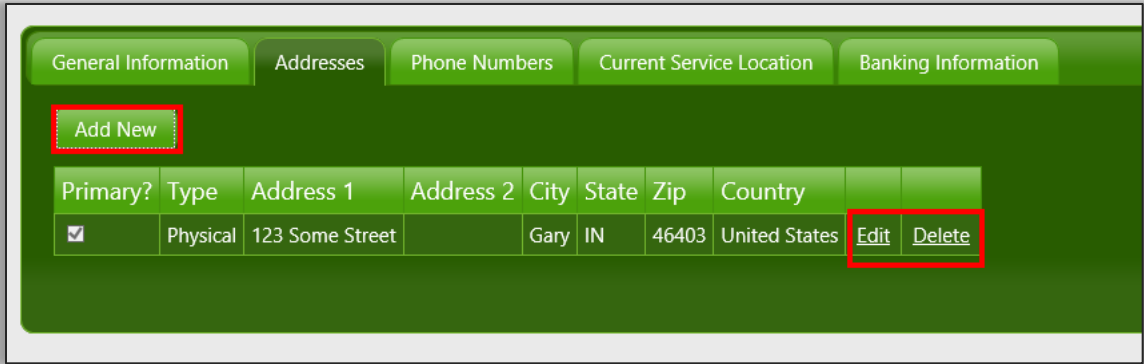 General Information Addresses Phone Numbers Current Service Location Banking Information
Add New
Primary? Type Address 1 Address 2 City State Zip Country
Physical 123 Some Street Gary IN 46403 United States Edit Delete